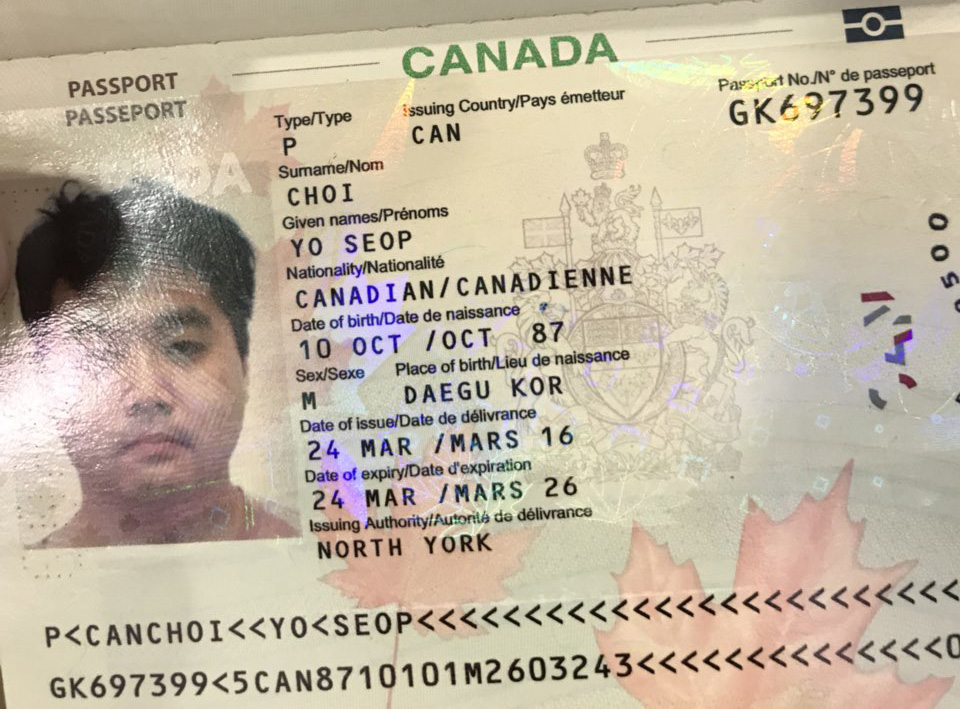 CANADA
PASSPORT
PASSEPORT
Type/Type
Issuing Country/Pays émetteur
Passport No./N° de passeport
P
CAN
GK697399
Surname/Nom
CHOI
Given names/Prénoms
YO SEOP
Nationality/Nationalité
CANADIAN/CANADIENNE
Date of birth/Date de naissance
10 OCT /OCT 87
Sex/Sexe
Place of birth/Lieu de naissance
M
DAEGU KOR
Date of issue/Date de délivrance
24 MAR /MARS 16
Date of expiry/Date d'expiration
24 MAR /MARS 26
Issuing Authority/Autorité de délivrance
NORTH YORK
P<CANCHOI<<YO<SEOP<<<<<<<<<<<<<<<<<<<<<<<<<<
GK697399<5CAN8710101M2603243<<<<<<<<<<<<<<0